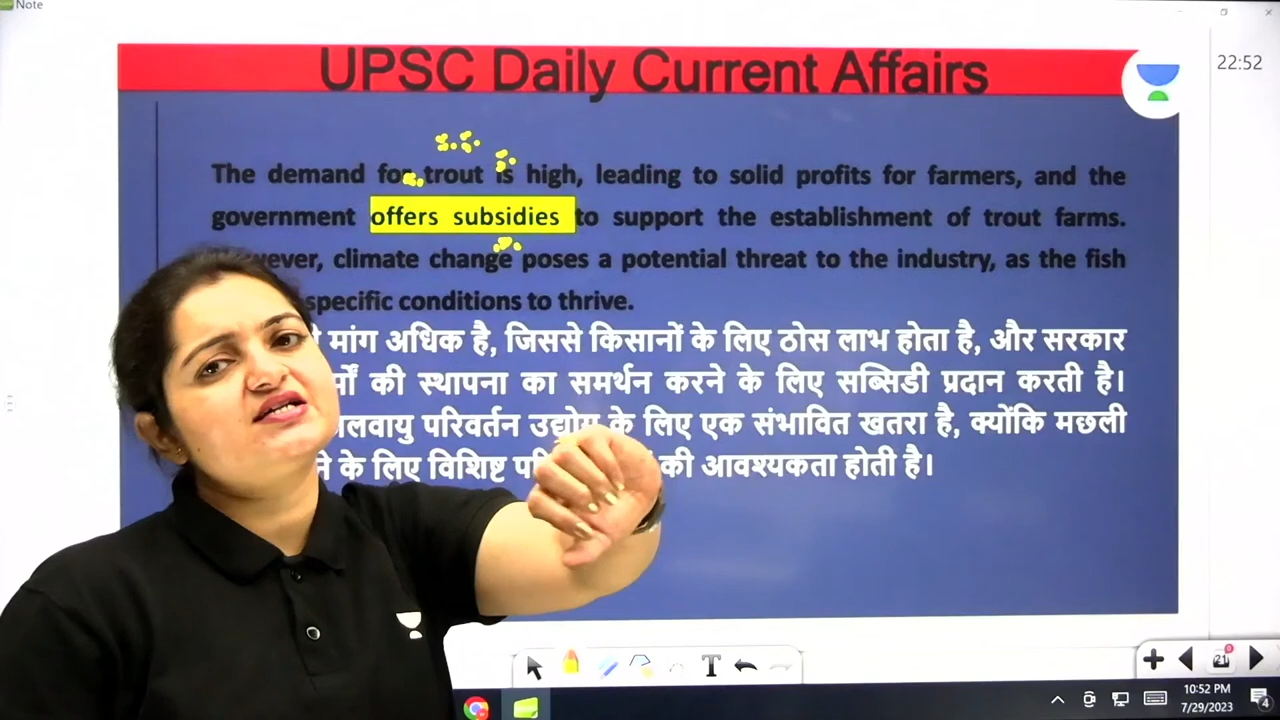 Note
UPSC Daily Current Affairs
22:52
The demand for trout is high, leading to solid profits for farmers, and the
government offers subsidies to support the establishment of trout farms.
climate change poses a potential threat to the industry, as the fish
specific conditions to thrive.
मांग अधिक है, जिससे किसानों के लिए ठोस लाभ होता है, और सरकार
की स्थापना का समर्थन करने के लिए सब्सिडी प्रदान करती है।
परिवर्तन उद्योग के लिए एक संभावित खतरा है, क्योंकि मछली
के लिए विशिष्ट की आवश्यकता होती है।
T
21
10:52 PM
7/29/2023
4